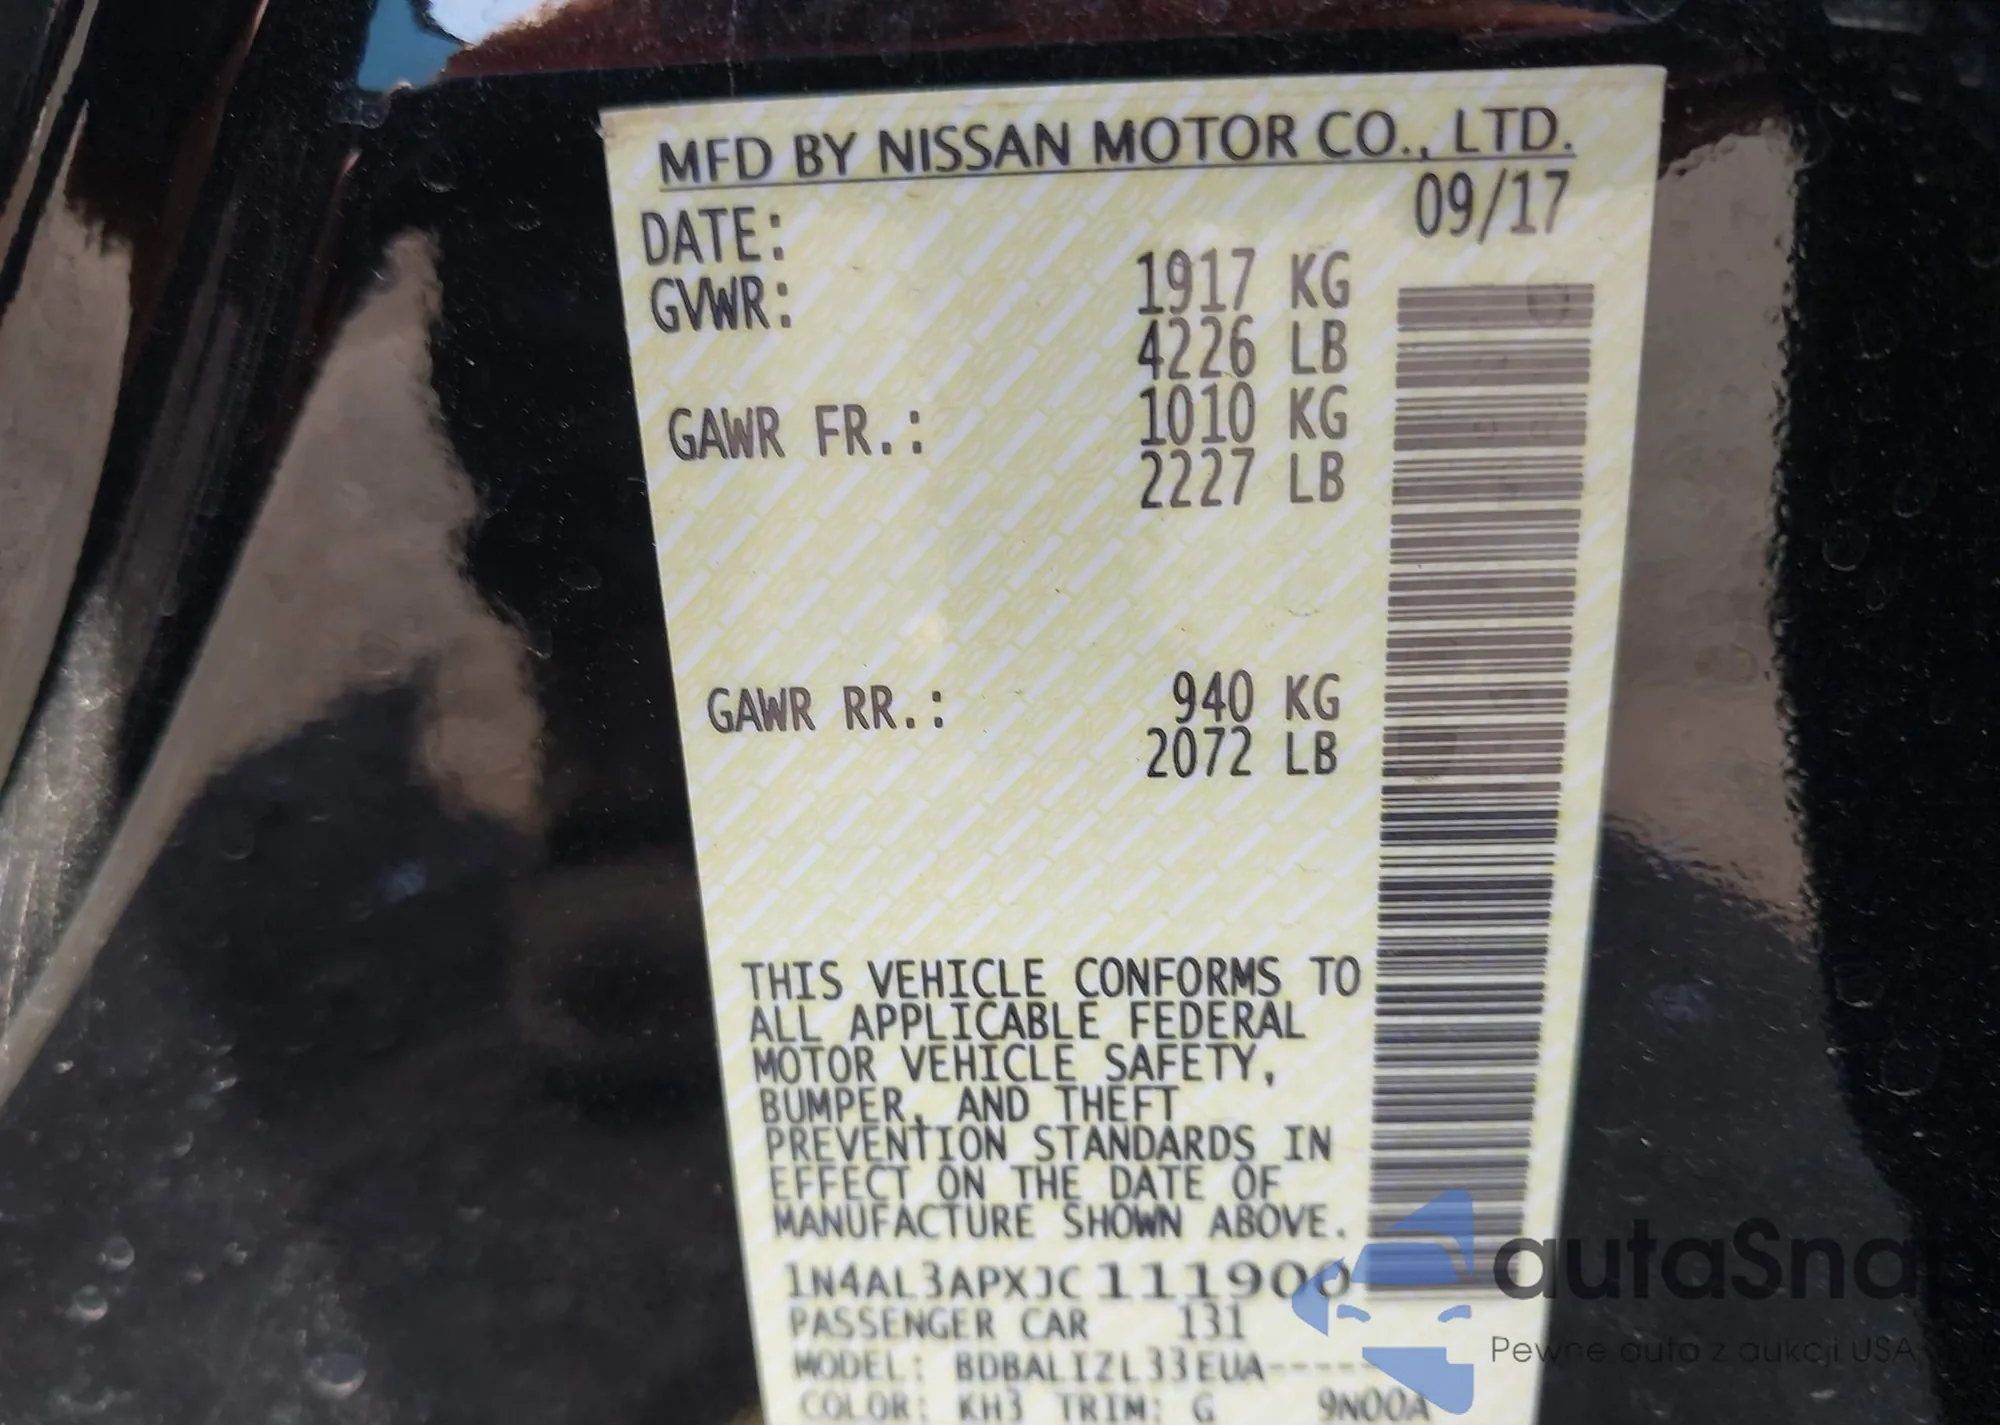 MFD BY NISSAN MOTOR CO., LTD.
DATE: 09/17
GVWR: 1917 KG
4226 LB
GAWR FR.: 1010 KG
2227 LB
GAWR RR.: 940 KG
2072 LB
THIS VEHICLE CONFORMS TO
ALL APPLICABLE FEDERAL
MOTOR VEHICLE SAFETY,
BUMPER, AND THEFT
PREVENTION STANDARDS IN
EFFECT ON THE DATE OF
MANUFACTURE SHOWN ABOVE.
1N4AL3APXJC111900
PASSENGER CAR 131
MODEL: BDBALIZL33EUA-----
COLOR: KH3 TRIM: G 9N00A
autaSnap
Pewne auto z aukcji USA